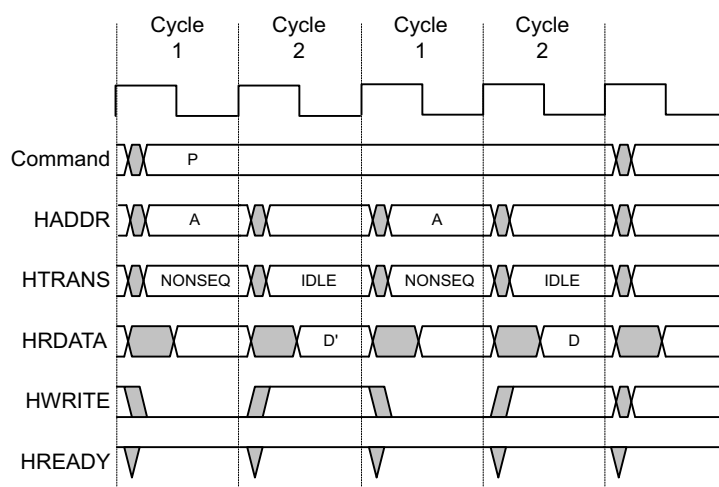 Cycle 1 Cycle 2 Cycle 1 Cycle 2
Command P
HADDR A A
HTRANS NONSEQ IDLE NONSEQ IDLE
HRDATA D' D
HWRITE
HREADY